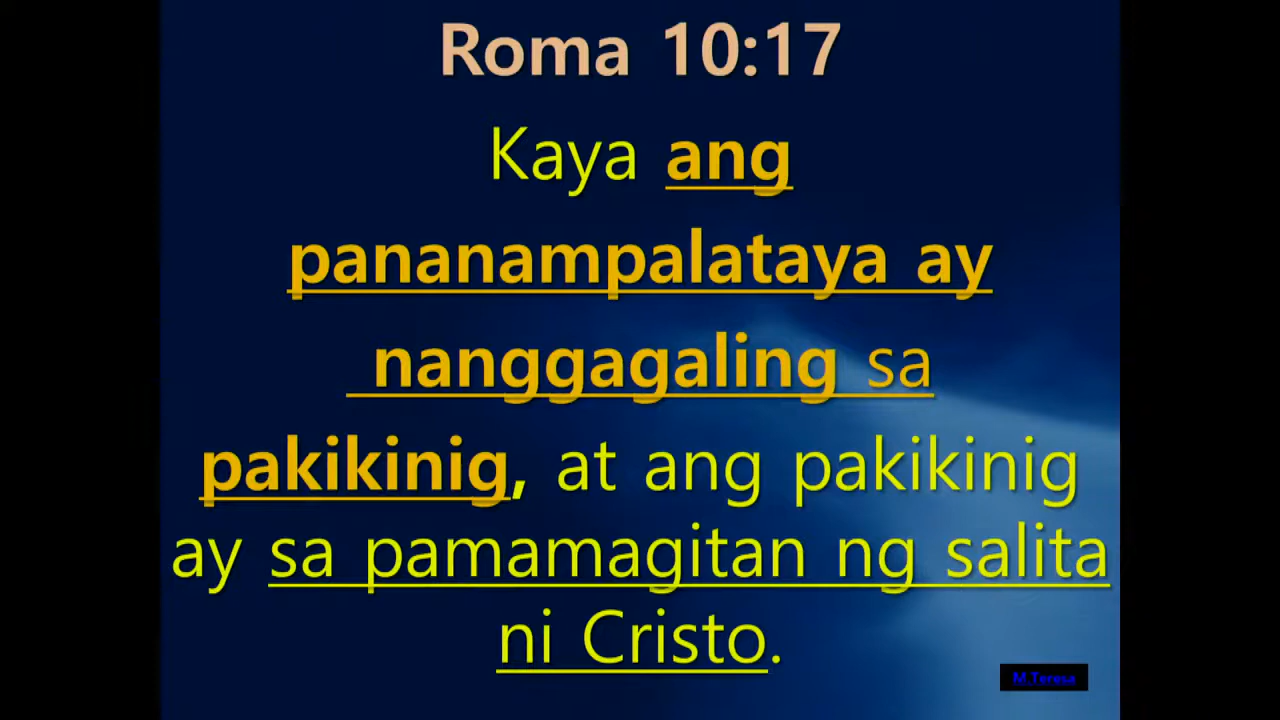 Roma 10:17
Kaya ang
pananampalataya ay
nanggagaling sa
pakikinig, at ang pakikinig
ay sa pamamagitan ng salita
ni Cristo.
M.Teresa